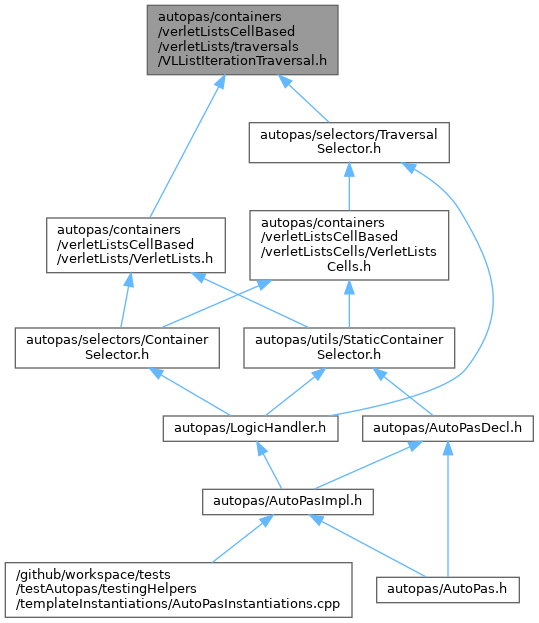 autopas/containers
/verletListsCellBased
/verletLists/traversals
/VLListIterationTraversal.h
autopas/selectors/Traversal
Selector.h
autopas/containers
/verletListsCellBased
/verletLists/VerletLists.h
autopas/containers
/verletListsCellBased
/verletListsCells/VerletLists
Cells.h
autopas/selectors/Container
Selector.h
autopas/utils/StaticContainer
Selector.h
autopas/LogicHandler.h
autopas/AutoPasDecl.h
autopas/AutoPasImpl.h
/github/workspace/tests
/testAutopas/testingHelpers
/templateInstantiations/AutoPasInstantiations.cpp
autopas/AutoPas.h